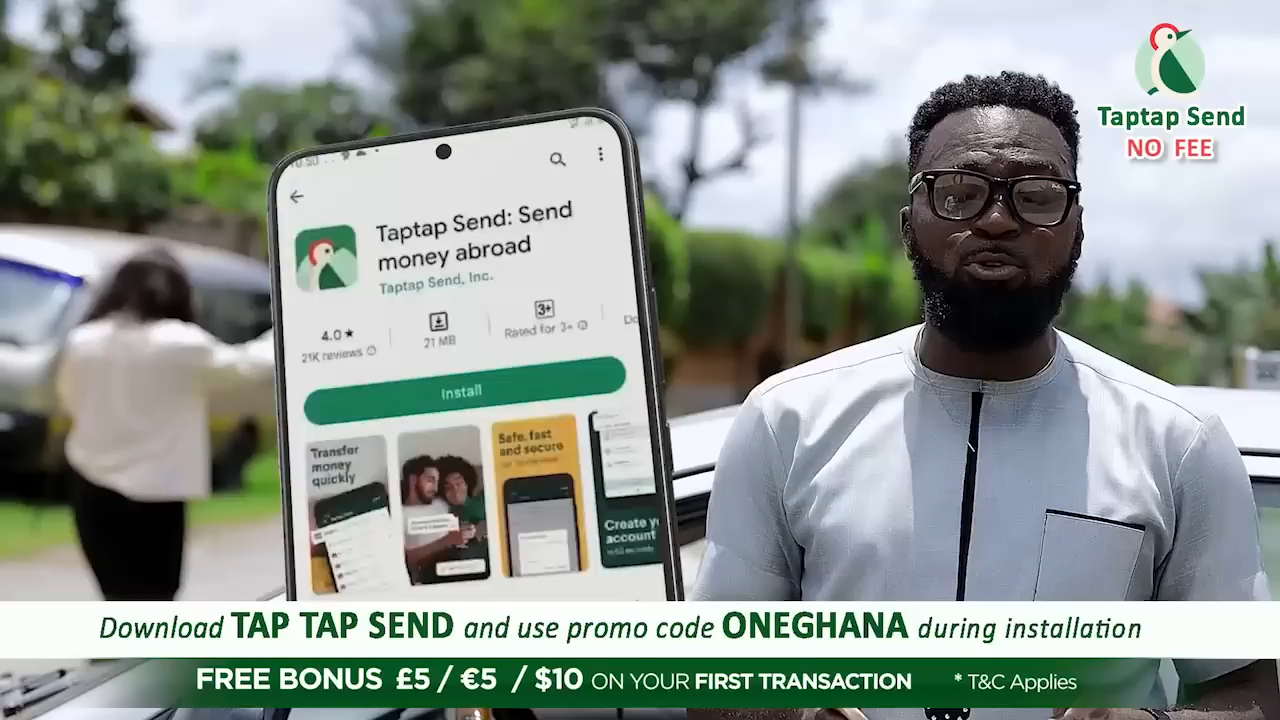 Taptap Send
NO FEE
Taptap Send: Send
money abroad
Taptap Send, Inc.
4.0★
21K reviews
21 MB
3+
Rated for 3+
Install
Transfer
money
quickly
Safe, fast
and secure
Create
account
Download TAP TAP SEND and use promo code ONEGHANA during installation
FREE BONUS £5 / €5 / $10 ON YOUR FIRST TRANSACTION * T&C Applies